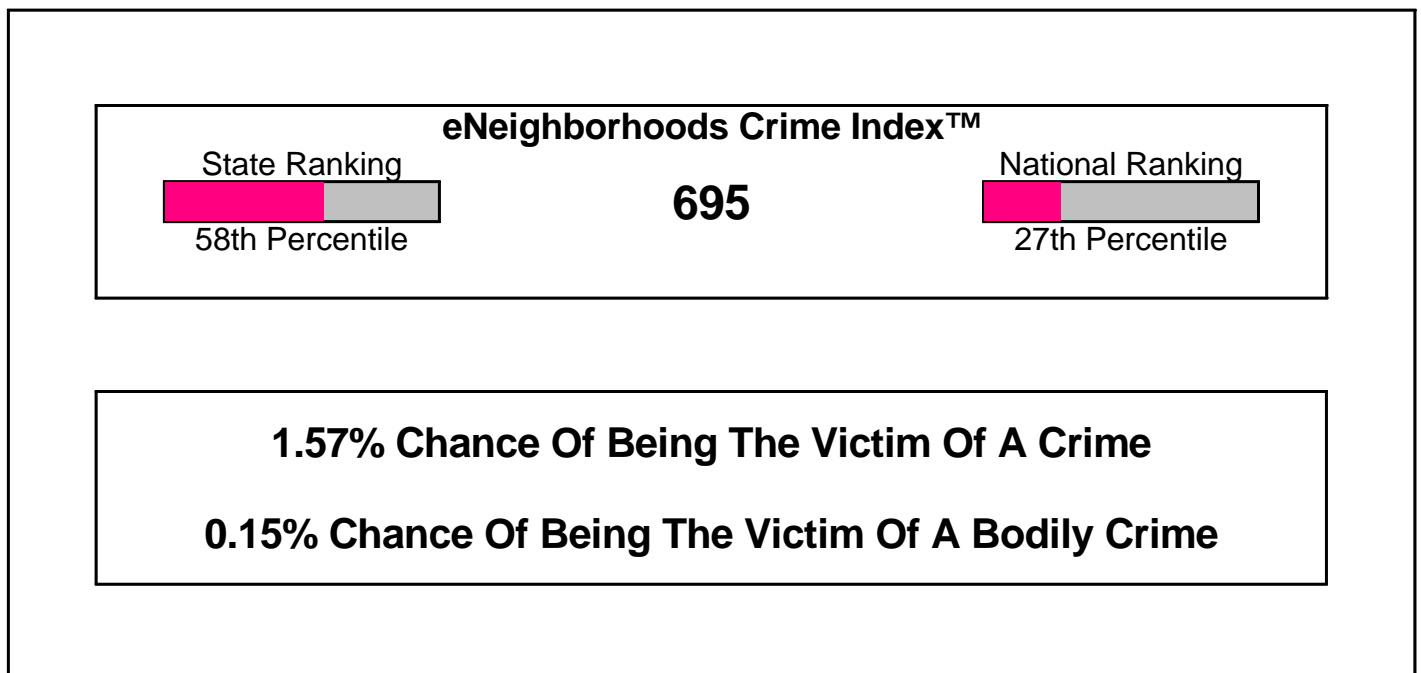 eNeighborhoods Crime Index™
State Ranking
58th Percentile
695
National Ranking
27th Percentile
1.57% Chance Of Being The Victim Of A Crime
0.15% Chance Of Being The Victim Of A Bodily Crime